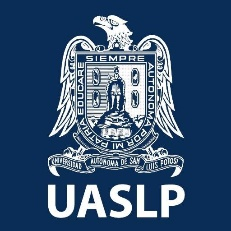 SIEMPRE AUTONOMA POR MI PATRIA EDUCARE
UNIVERSIDAD AUTONOMA DE SAN LUIS POTOSI
UASLP